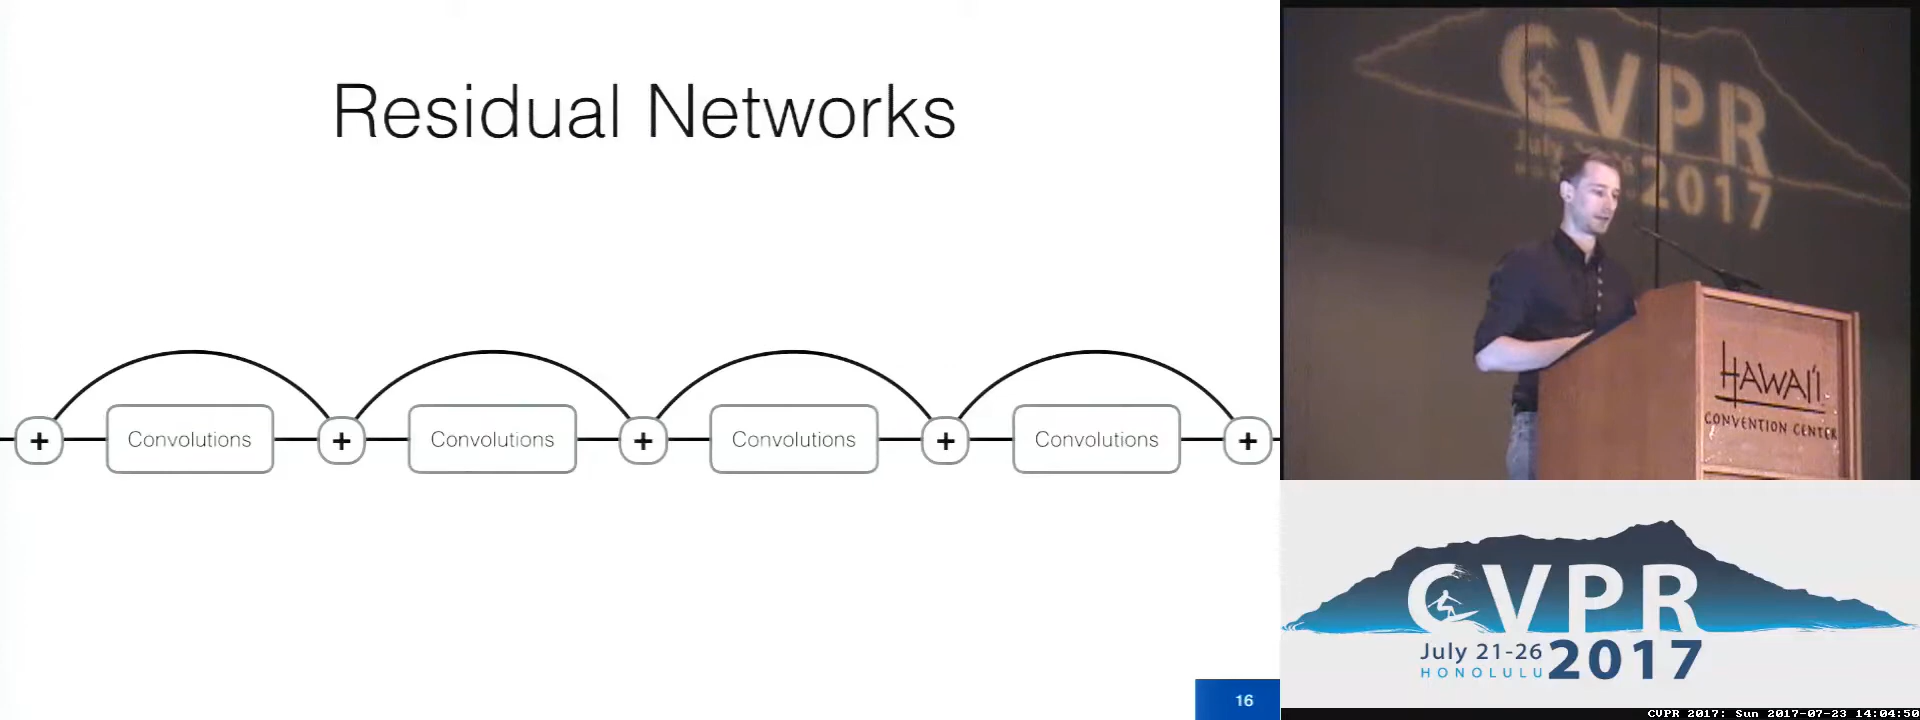 Residual Networks
+ Convolutions + Convolutions + Convolutions + Convolutions +
16
CVPR
July
2017
HAWAI'I
CONVENTION CENTER
CVPR
July 21-26
HONOLULU
2017
CVPR 2017: Sun 2017-07-23 14:04:50